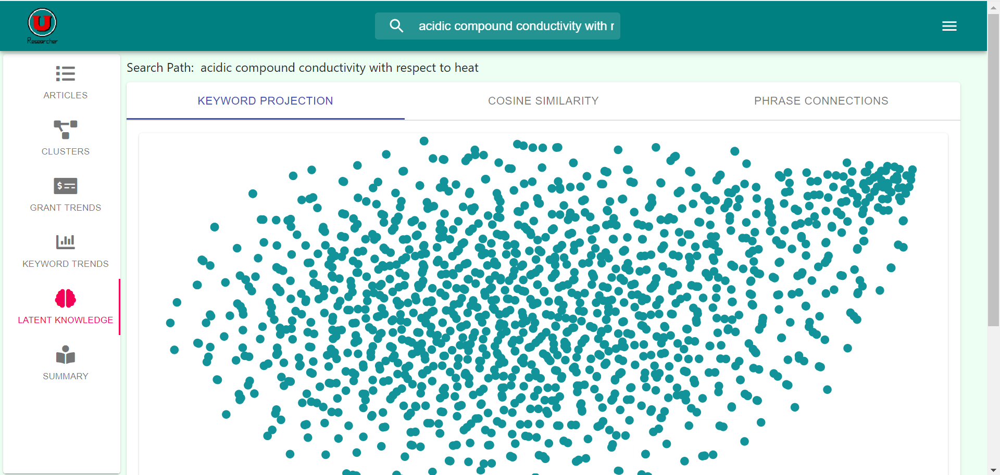 U
Researcher
acidic compound conductivity with r
Search Path: acidic compound conductivity with respect to heat
ARTICLES
CLUSTERS
GRANT TRENDS
KEYWORD TRENDS
LATENT KNOWLEDGE
SUMMARY
KEYWORD PROJECTION
COSINE SIMILARITY
PHRASE CONNECTIONS